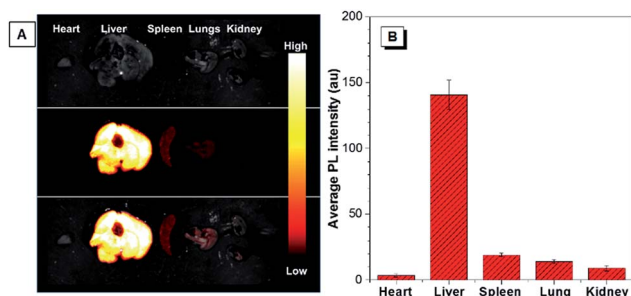 A
Heart Liver Spleen Lungs Kidney
High
Low
B
Average PL intensity (au)
200
150
100
50
0
Heart Liver Spleen Lung Kidney